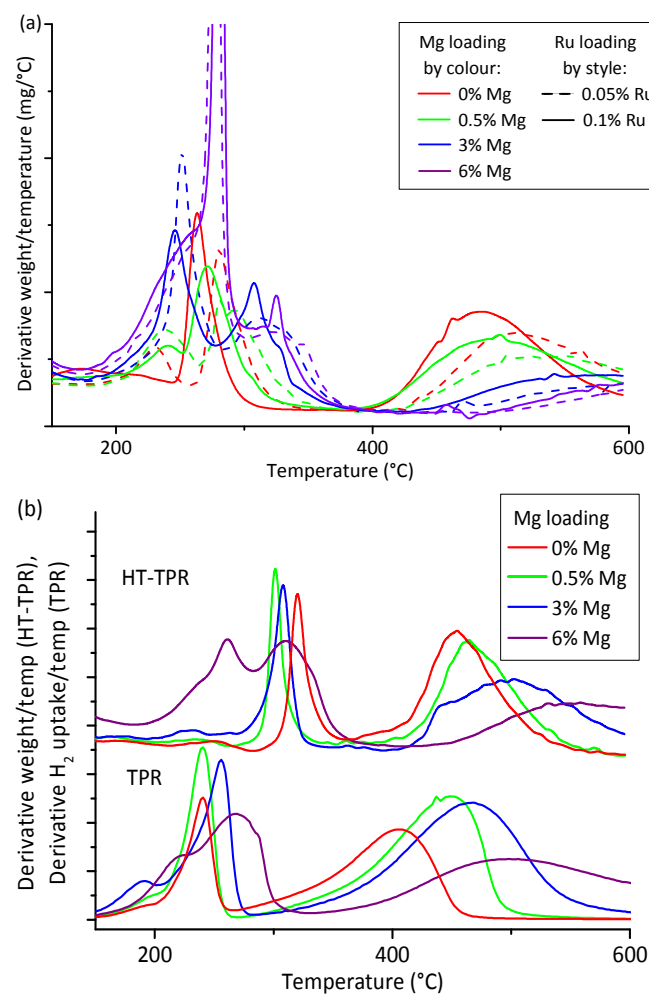 (a)
Derivative weight/temperature (mg/°C)
Mg loading
by colour:
0% Mg
0.5% Mg
3% Mg
6% Mg
Ru loading
by style:
0.05% Ru
0.1% Ru
200
400
600
Temperature (°C)
(b)
Derivative weight/temp (HT-TPR),
Derivative H₂ uptake/temp (TPR)
HT-TPR
TPR
Mg loading
0% Mg
0.5% Mg
3% Mg
6% Mg
200
400
600
Temperature (°C)